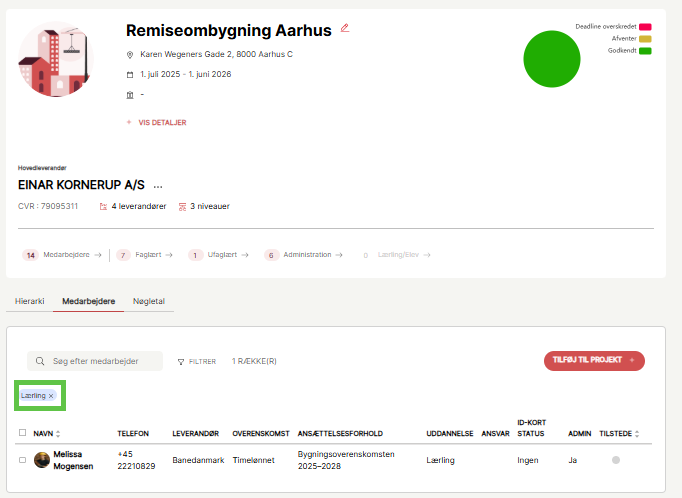 Remiseombygning Aarhus
Karen Wegeners Gade 2, 8000 Aarhus C
1. juli 2025 - 1. juni 2026
-
+ VIS DETALJER
Deadline overskredet
Afventer
Godkendt
Hovedleverandør
EINAR KORNERUP A/S ...
CVR : 79095311 4 leverandører 3 niveauer
14 Medarbejdere → 7 Faglært → 1 Ufaglært → 6 Administration → 0 Lærling/Elev →
Hierarki Medarbejdere Nøgletal
Søg efter medarbejder FILTRER 1 RÆKKE(R) TILFØJ TIL PROJEKT +
Lærling ×
NAVN TELEFON LEVERANDØR OVERENSKOMST ANSÆTTELSESFORHOLD UDDANNELSE ANSVAR ID-KORT STATUS ADMIN TILSTEDE
Melissa Mogensen +45 22210829 Banedanmark Timelønnet Bygningsoverenskomsten 2025–2028 Lærling Ingen Ja